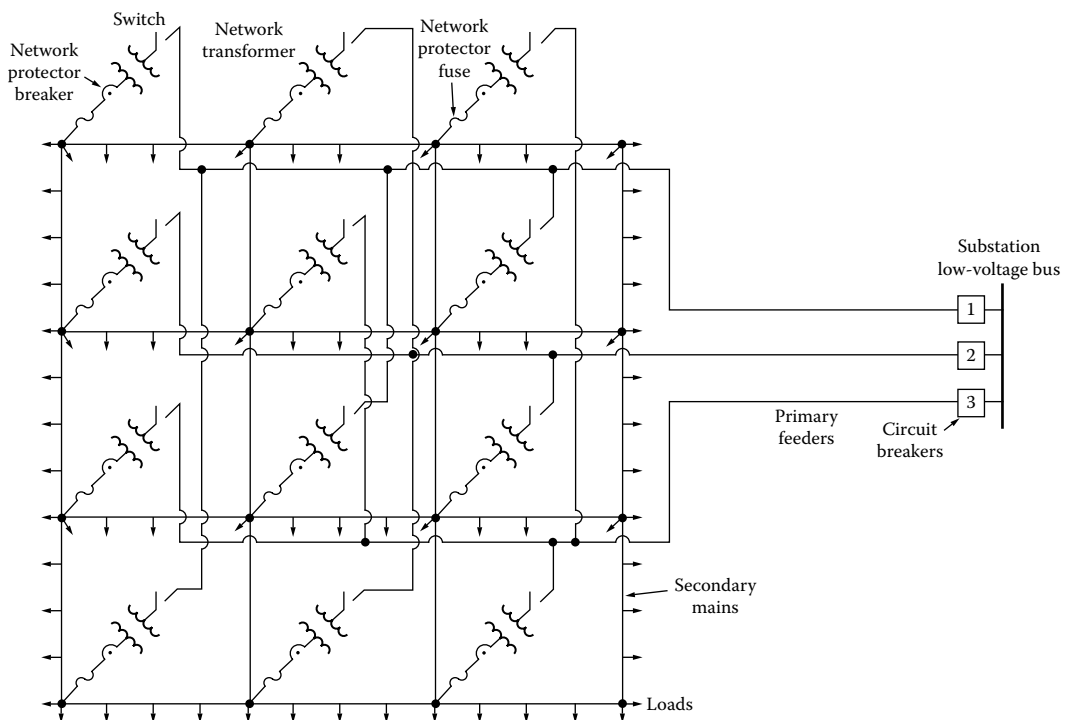 Switch
Network
protector
breaker
Network
transformer
Network
protector
fuse
Substation
low-voltage bus
1
2
3
Primary
feeders
Circuit
breakers
Secondary
mains
Loads